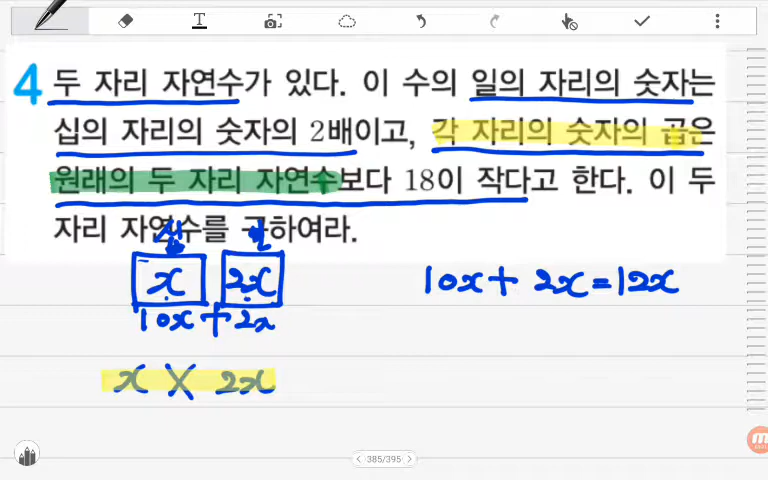 T
4 두 자리 자연수가 있다. 이 수의 일의 자리의 숫자는
십의 자리의 숫자의 2배이고, 각 자리의 숫자의 곱은
원래의 두 자리 자연수보다 18이 작다고 한다. 이 두
자리 자연수를 구하여라.
십 일
x 2x
10x + 2x = 12x
10x + 2x
x X 2x
385/395